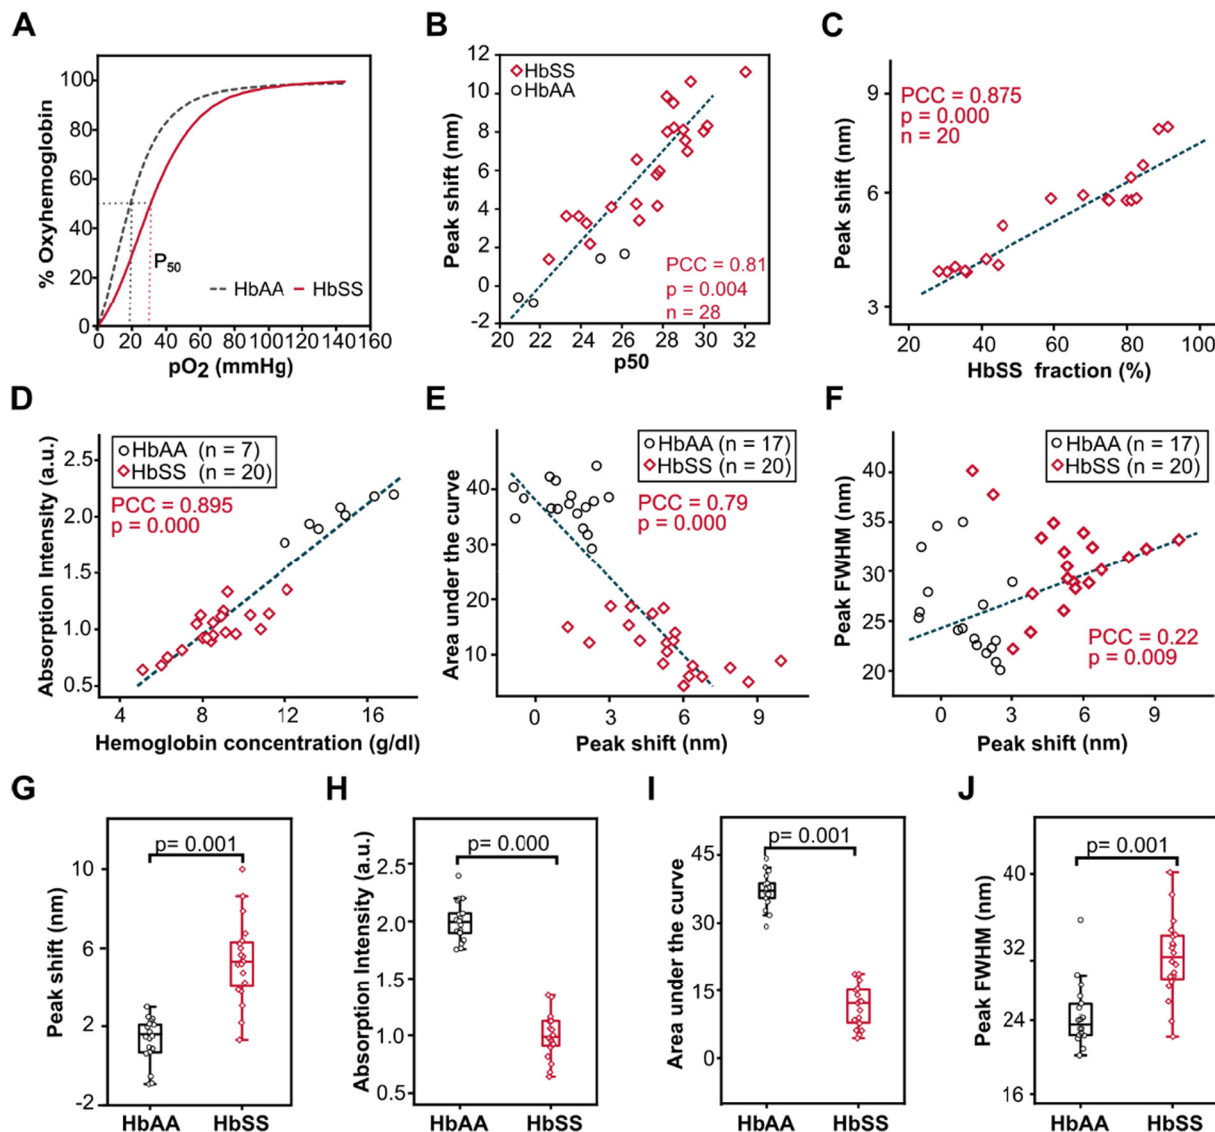 A
% Oxyhemoglobin
100
80
60
40
20
0
P50
HbAA HbSS
0 20 40 60 80 100 120 140 160
pO2 (mmHg)
B
Peak shift (nm)
12
10
8
6
4
2
0
-2
HbSS
HbAA
PCC = 0.81
p = 0.004
n = 28
20 22 24 26 28 30 32
p50
C
Peak shift (nm)
9
6
3
PCC = 0.875
p = 0.000
n = 20
20 40 60 80 100
HbSS fraction (%)
D
Absorption Intensity (a.u.)
2.5
2.0
1.5
1.0
0.5
HbAA (n = 7)
HbSS (n = 20)
PCC = 0.895
p = 0.000
4 8 12 16
Hemoglobin concentration (g/dl)
E
Area under the curve
40
30
20
10
HbAA (n = 17)
HbSS (n = 20)
PCC = 0.79
p = 0.000
0 3 6 9
Peak shift (nm)
F
Peak FWHM (nm)
40
35
30
25
20
HbAA (n = 17)
HbSS (n = 20)
PCC = 0.22
p = 0.009
0 3 6 9
Peak shift (nm)
G
Peak shift (nm)
10
6
2
-2
p= 0.001
HbAA HbSS
H
Absorption Intensity (a.u.)
2.5
2.0
1.5
1.0
0.5
p= 0.000
HbAA HbSS
I
Area under the curve
45
30
15
0
p= 0.001
HbAA HbSS
J
Peak FWHM (nm)
40
32
24
16
p= 0.001
HbAA HbSS